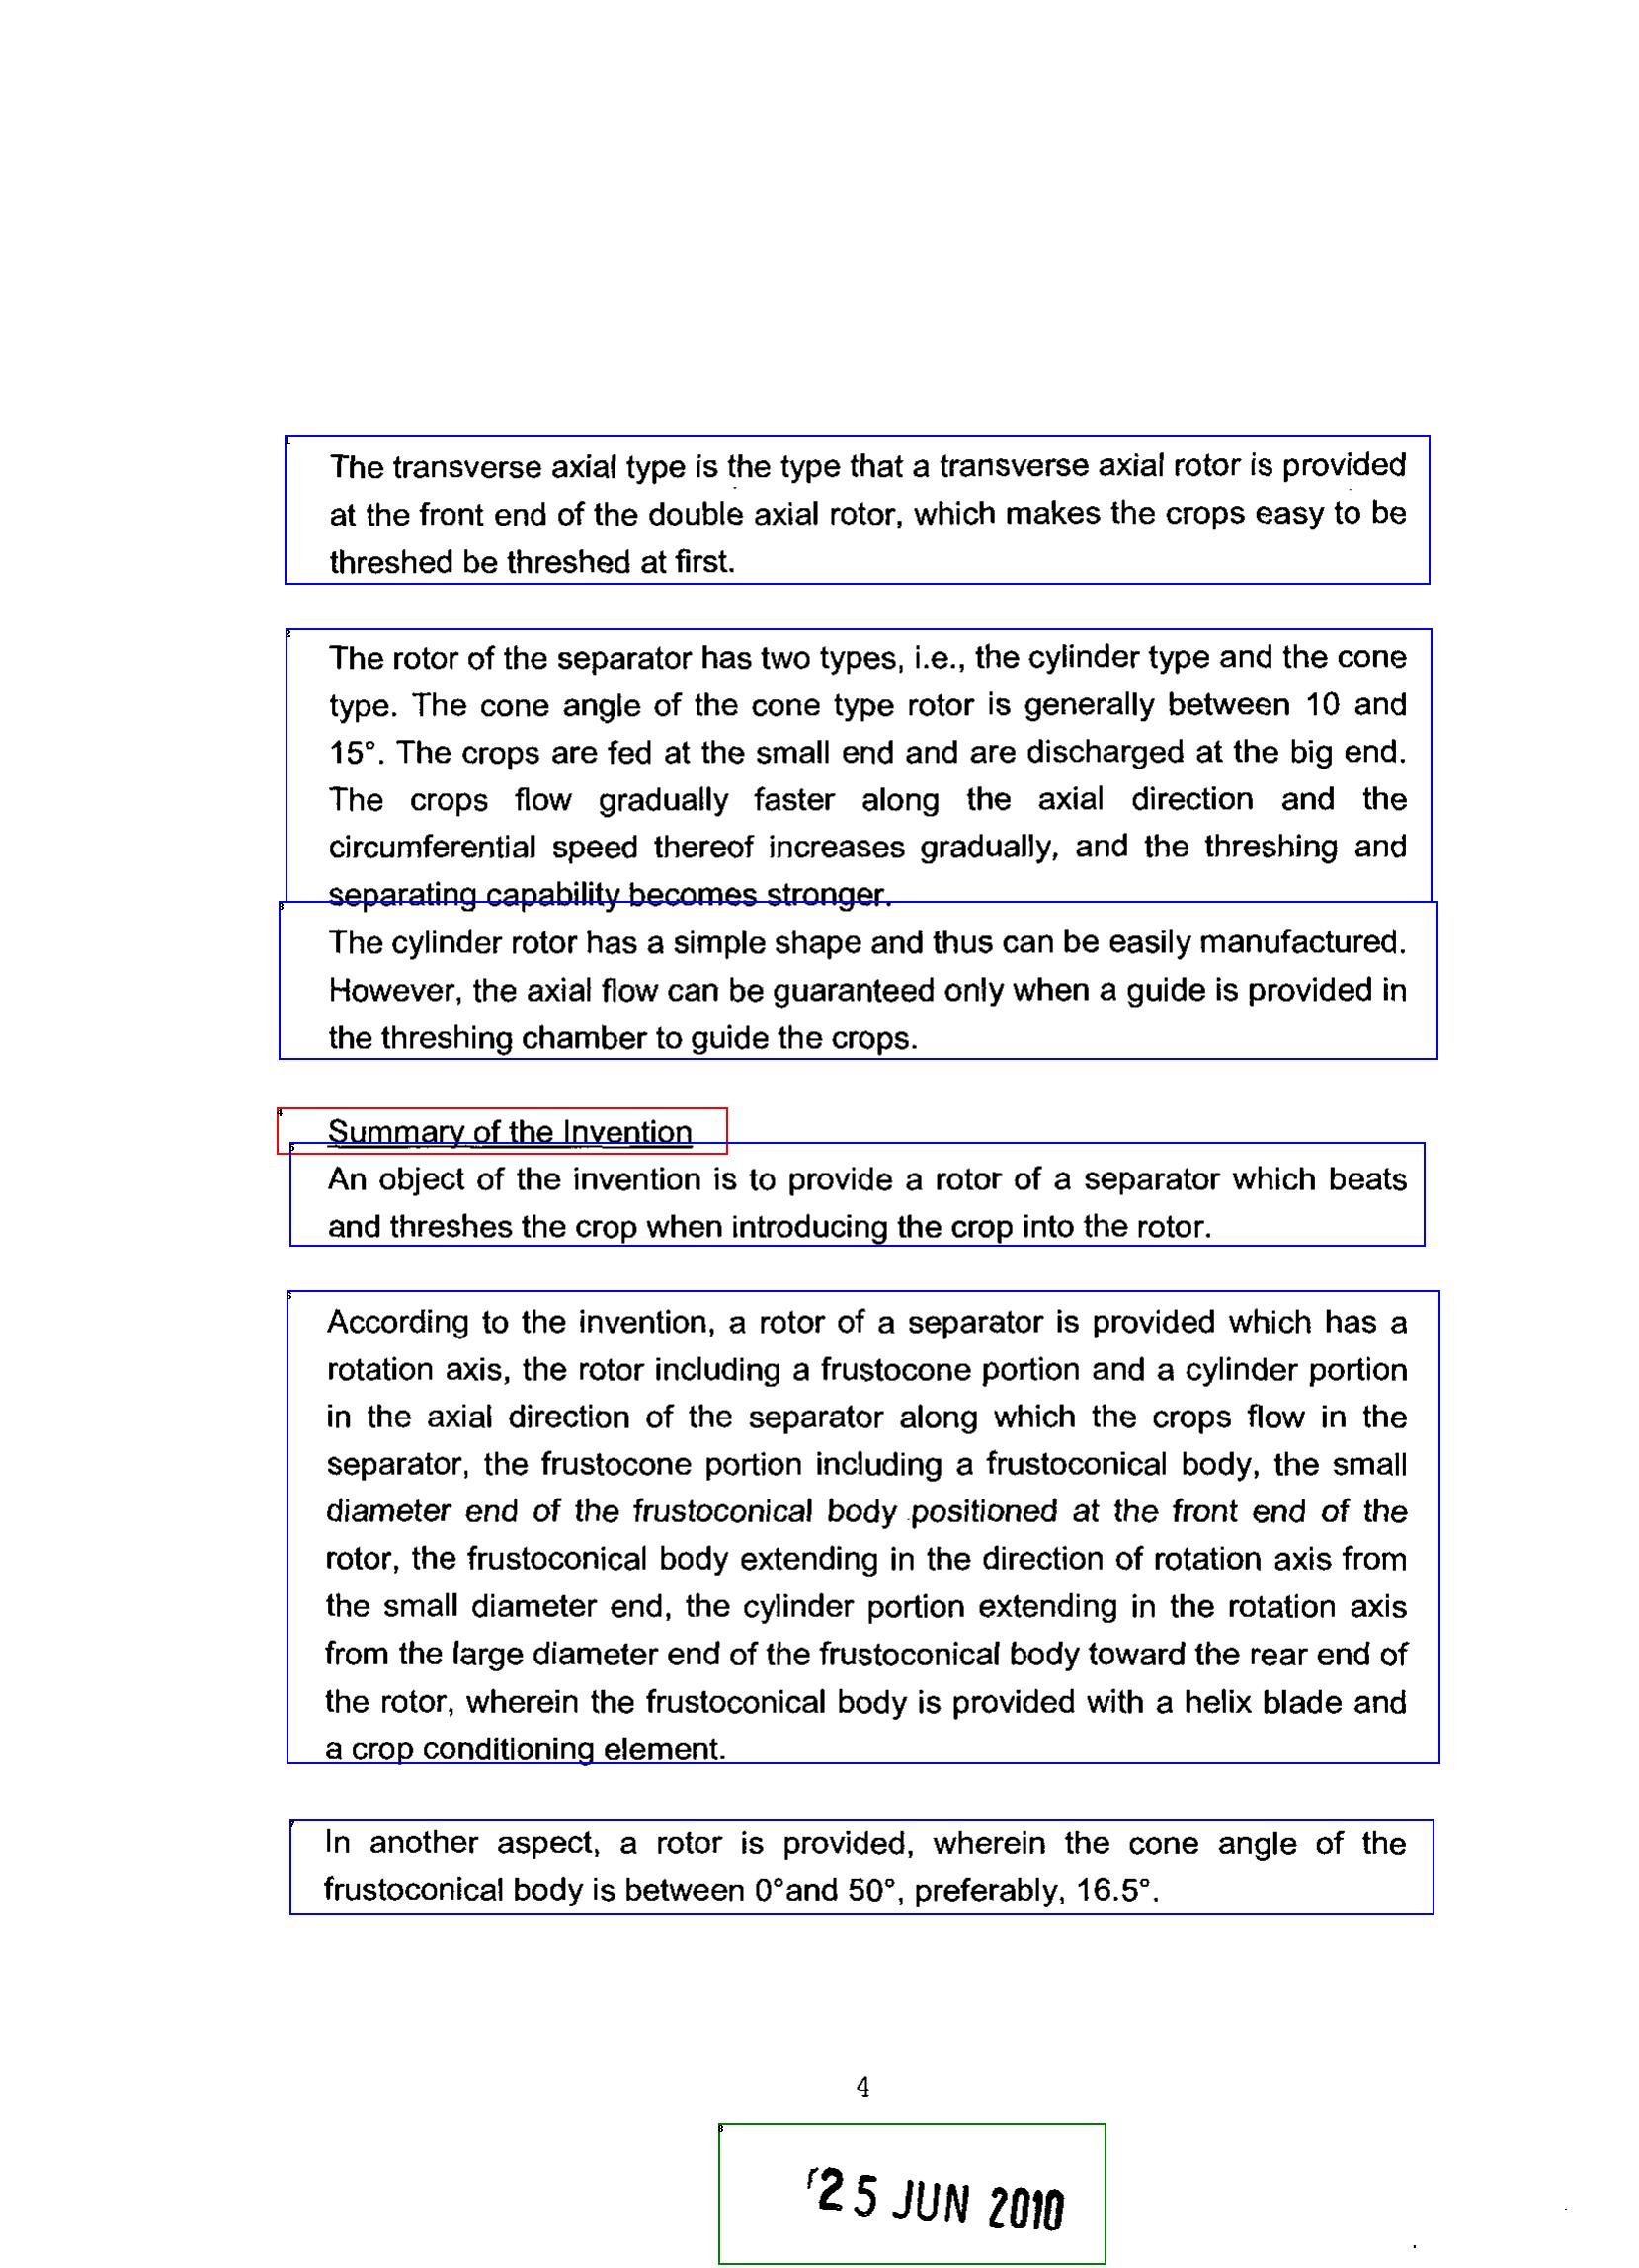 The transverse axial type is the type that a transverse axial rotor is provided
at the front end of the double axial rotor, which makes the crops easy to be
threshed be threshed at first.
The rotor of the separator has two types, i.e., the cylinder type and the cone
type. The cone angle of the cone type rotor is generally between 10 and
15°. The crops are fed at the small end and are discharged at the big end.
The crops flow gradually faster along the axial direction and the
circumferential speed thereof increases gradually, and the threshing and
separating capability becomes stronger.
The cylinder rotor has a simple shape and thus can be easily manufactured.
However, the axial flow can be guaranteed only when a guide is provided in
the threshing chamber to guide the crops.
Summary of the Invention
An object of the invention is to provide a rotor of a separator which beats
and threshes the crop when introducing the crop into the rotor.
According to the invention, a rotor of a separator is provided which has a
rotation axis, the rotor including a frustocone portion and a cylinder portion
in the axial direction of the separator along which the crops flow in the
separator, the frustocone portion including a frustoconical body, the small
diameter end of the frustoconical body positioned at the front end of the
rotor, the frustoconical body extending in the direction of rotation axis from
the small diameter end, the cylinder portion extending in the rotation axis
from the large diameter end of the frustoconical body toward the rear end of
the rotor, wherein the frustoconical body is provided with a helix blade and
a crop conditioning element.
In another aspect, a rotor is provided, wherein the cone angle of the
frustoconical body is between 0°and 50°, preferably, 16.5°.
4
25 JUN 2010